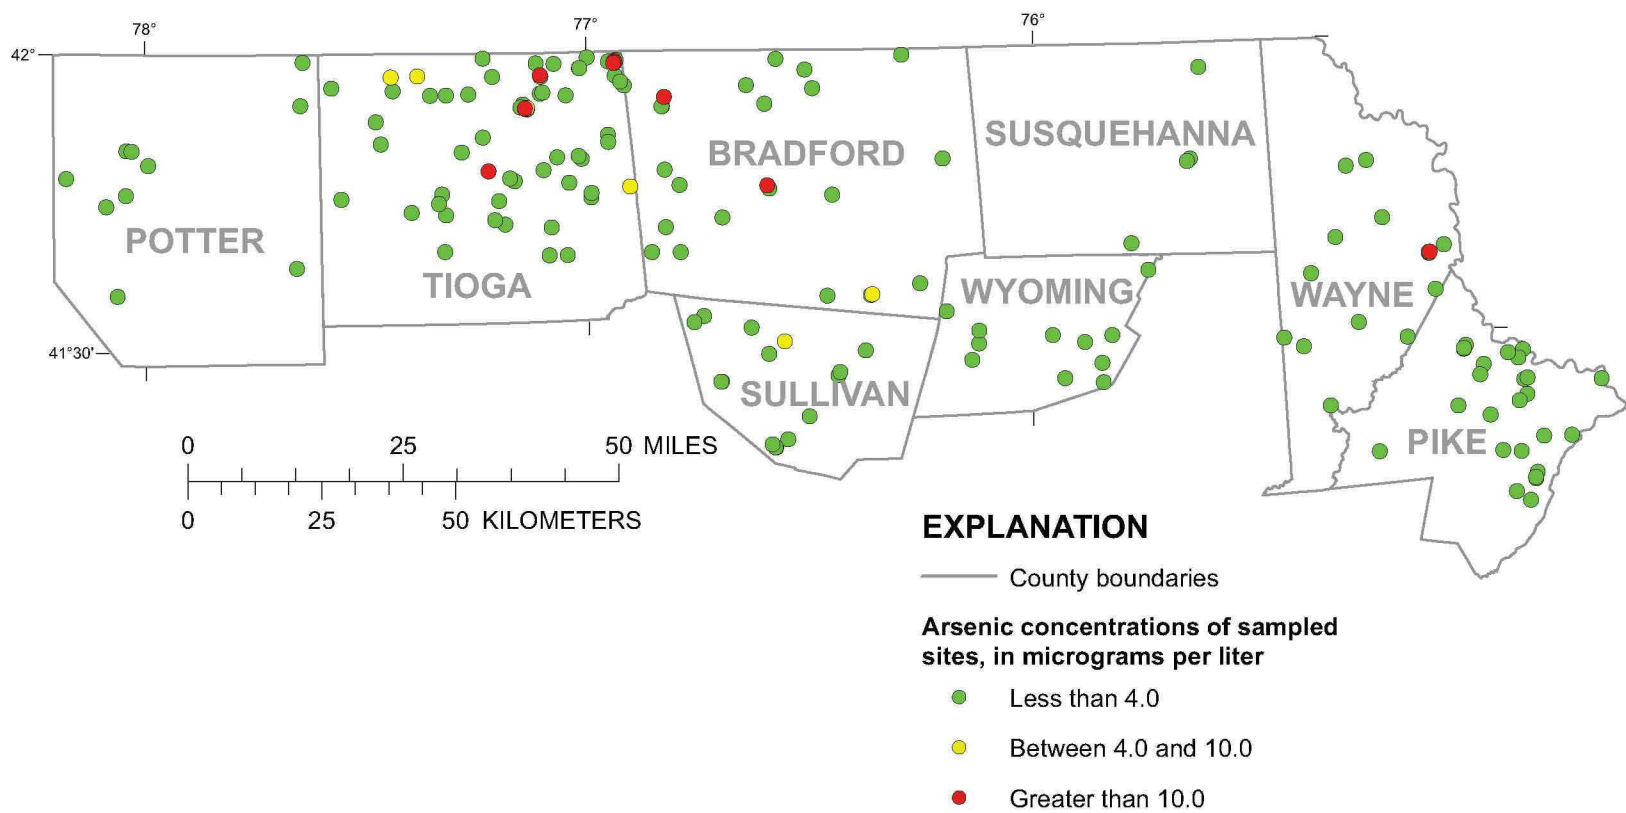 78°
77°
76°
42°
BRADFORD
SUSQUEHANNA
POTTER
TIOGA
WYOMING
WAYNE
41°30'
SULLIVAN
PIKE
0 25 50 MILES
0 25 50 KILOMETERS
EXPLANATION
County boundaries
Arsenic concentrations of sampled
sites, in micrograms per liter
Less than 4.0
Between 4.0 and 10.0
Greater than 10.0